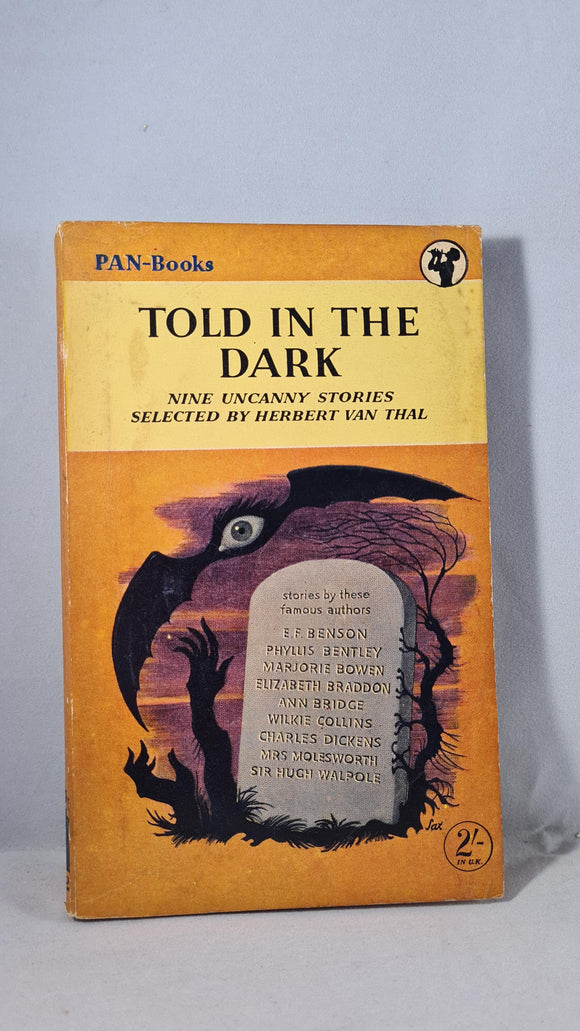 PAN-Books
TOLD IN THE
DARK
NINE UNCANNY STORIES
SELECTED BY HERBERT VAN THAL
stories by these
famous authors
E.F. BENSON
PHYLLIS BENTLEY
MARJORIE BOWEN
ELIZABETH BRADDON
ANN BRIDGE
WILKIE COLLINS
CHARLES DICKENS
MRS MOLESWORTH
SIR HUGH WALPOLE
Sax
2/-
IN U.K.